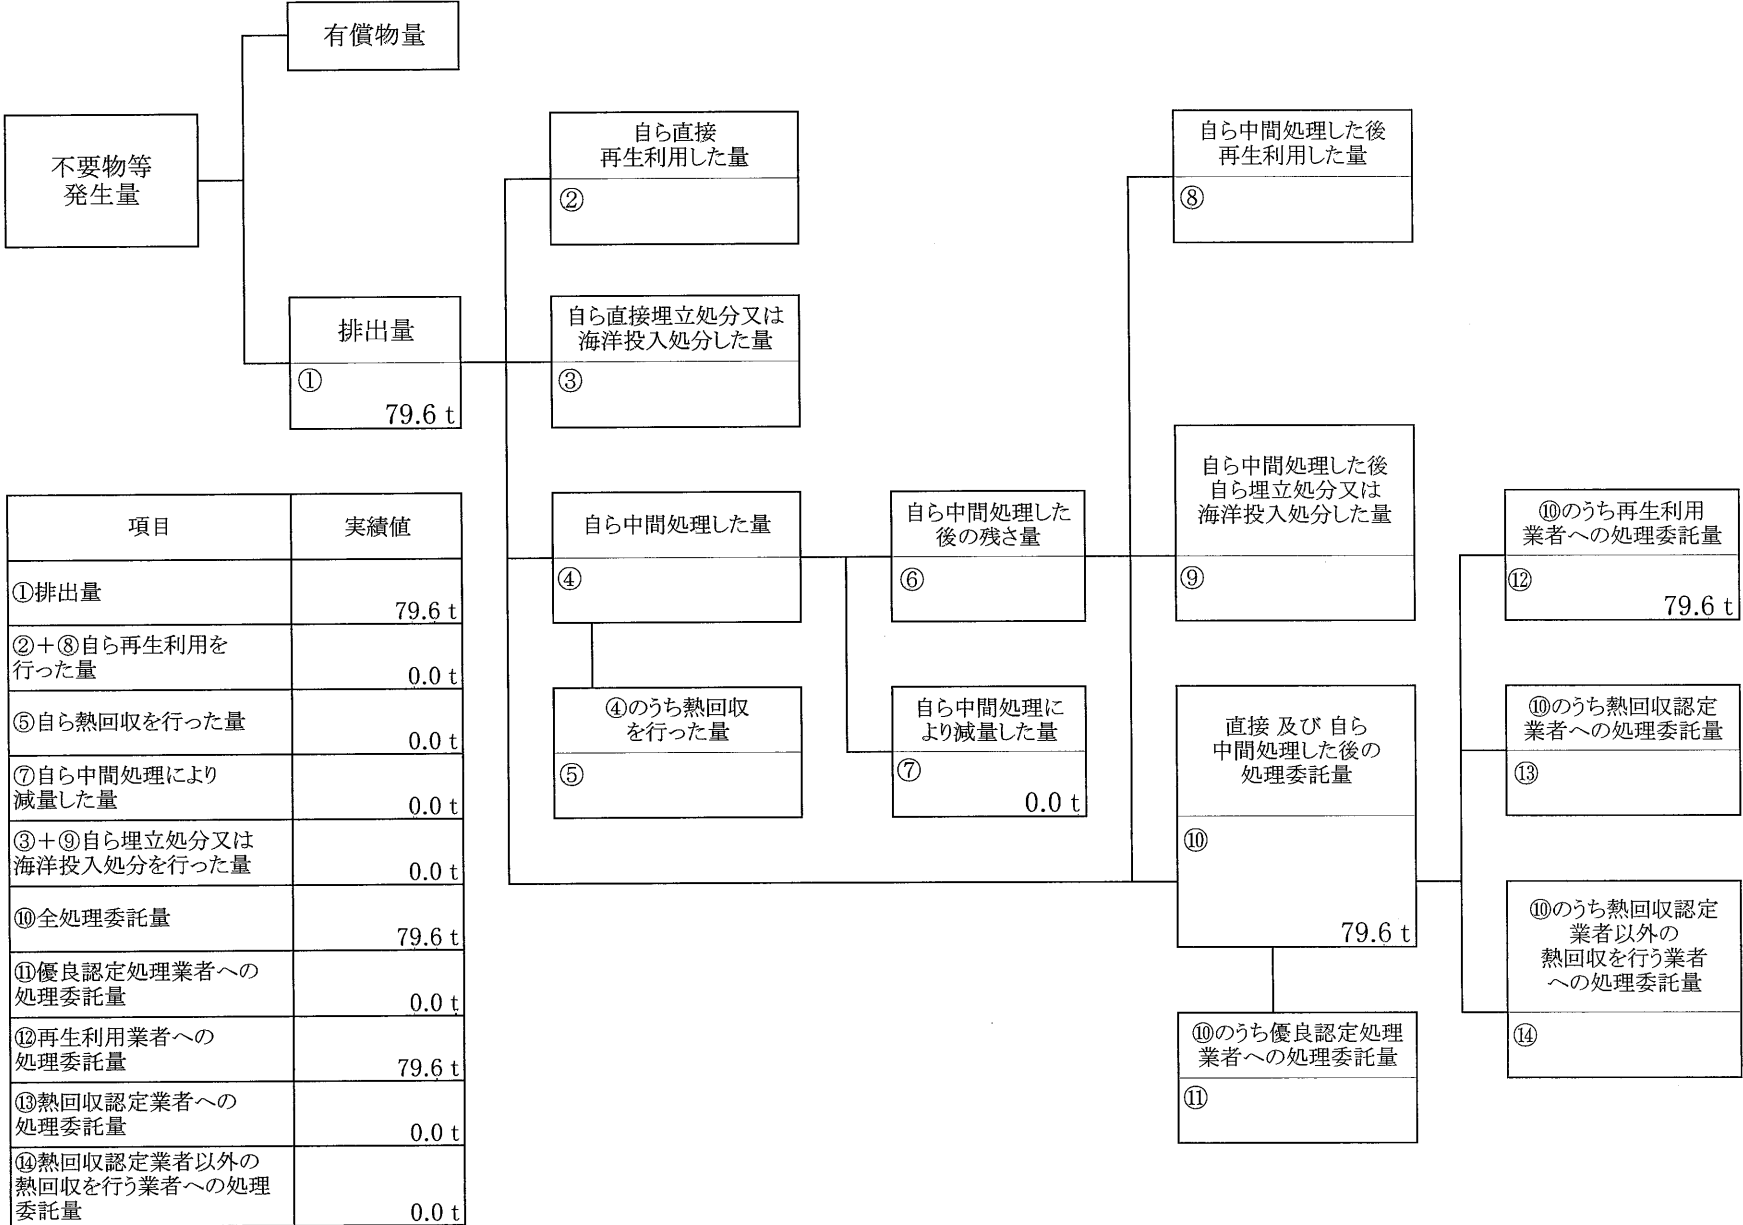 有償物量
不要物等
発生量
排出量
①
79.6 t
自ら直接
再生利用した量
②
自ら直接埋立処分又は
海洋投入処分した量
③
自ら中間処理した量
④
④のうち熱回収
を行った量
⑤
自ら中間処理した
後の残さ量
⑥
自ら中間処理に
より減量した量
⑦
0.0 t
自ら中間処理した後
再生利用した量
⑧
自ら中間処理した後
自ら埋立処分又は
海洋投入処分した量
⑨
直接 及び 自ら
中間処理した後の
処理委託量
⑩
79.6 t
⑩のうち優良認定処理
業者への処理委託量
⑪
⑩のうち再生利用
業者への処理委託量
⑫
79.6 t
⑩のうち熱回収認定
業者への処理委託量
⑬
⑩のうち熱回収認定
業者以外の
熱回収を行う業者
への処理委託量
⑭
項目 実績値
①排出量
79.6 t
②+⑧自ら再生利用を
行った量
0.0 t
⑤自ら熱回収を行った量
0.0 t
⑦自ら中間処理により
減量した量
0.0 t
③+⑨自ら埋立処分又は
海洋投入処分を行った量
0.0 t
⑩全処理委託量
79.6 t
⑪優良認定処理業者への
処理委託量
0.0 t
⑫再生利用業者への
処理委託量
79.6 t
⑬熱回収認定業者への
処理委託量
0.0 t
⑭熱回収認定業者以外の
熱回収を行う業者への処理
委託量
0.0 t